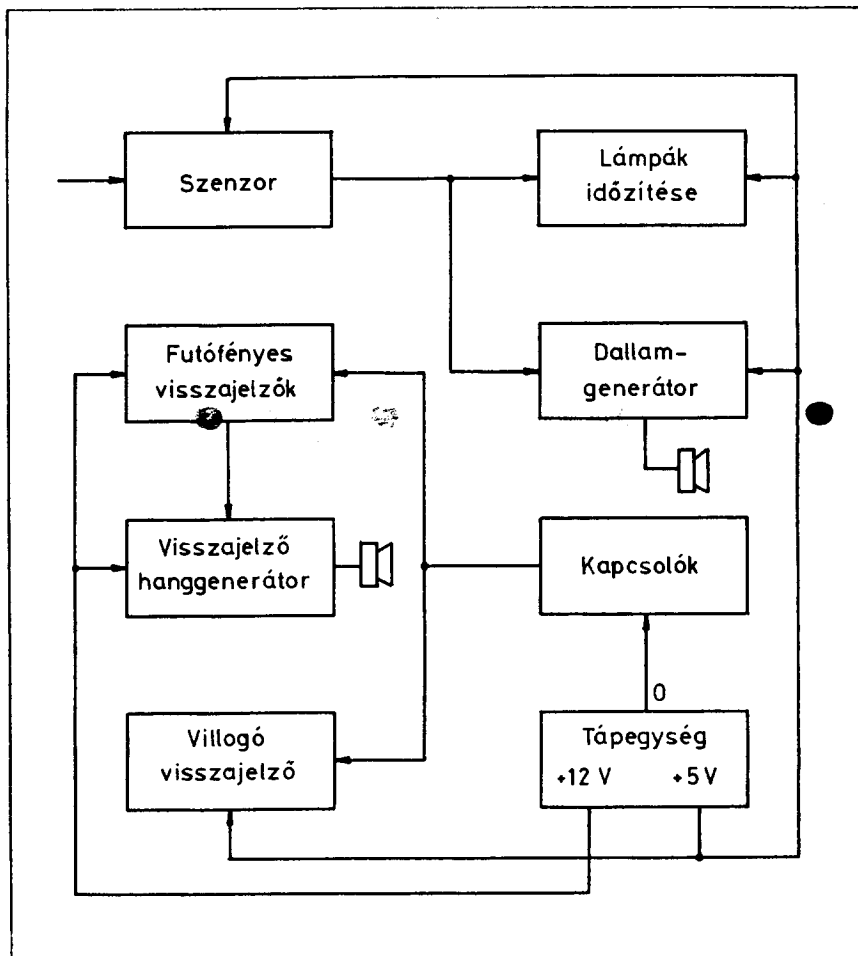 Szenzor
Lámpák
időzítése
Futófényes
visszajelzők
Dallam-
generátor
Visszajelző
hanggenerátor
Kapcsolók
0
Villogó
visszajelző
Tápegység
+12 V +5 V